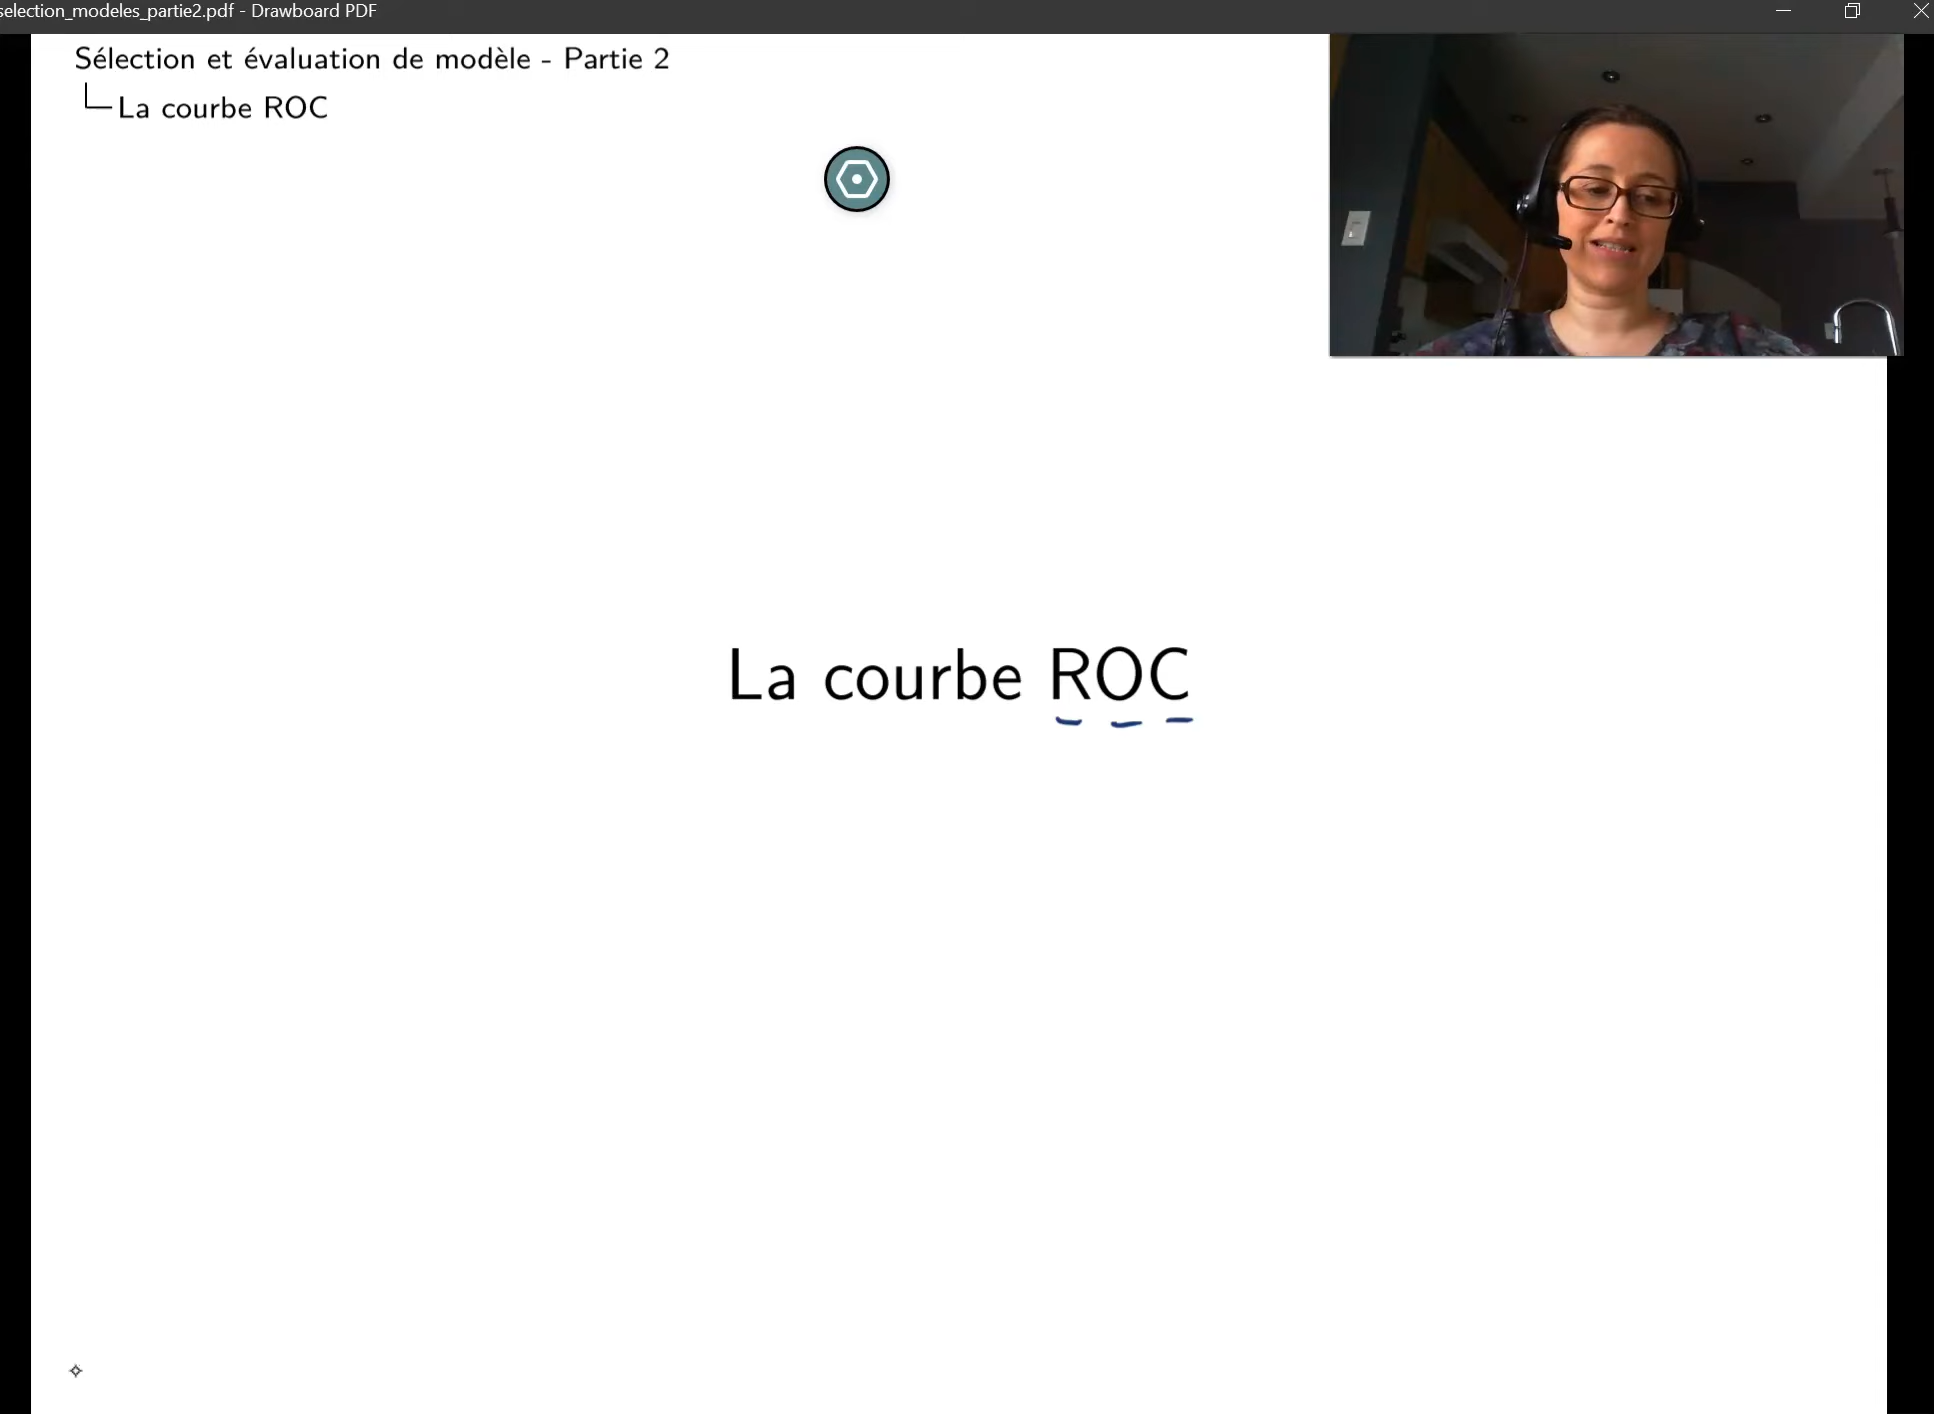 selection_modeles_partie2.pdf - Drawboard PDF
Sélection et évaluation de modèle - Partie 2
La courbe ROC
La courbe ROC